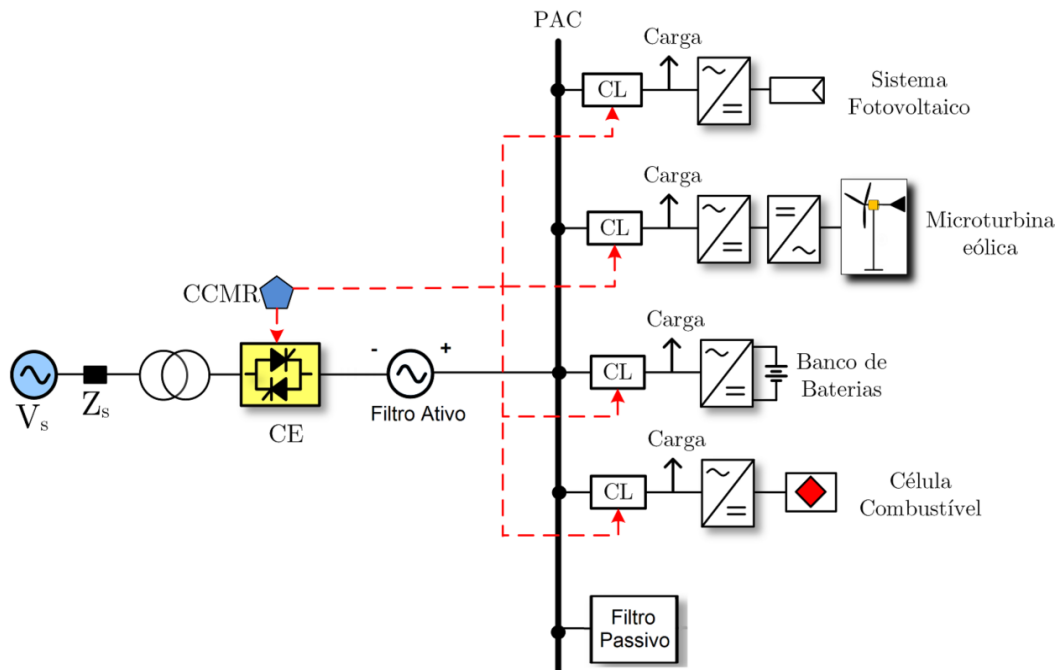 PAC
Carga
CL
Sistema
Fotovoltaico
Carga
CL
Microturbina
eólica
CCMR
Carga
- +
CL
Banco de
Baterias
Vs
Zs
CE
Filtro Ativo
Carga
CL
Célula
Combustível
Filtro
Passivo